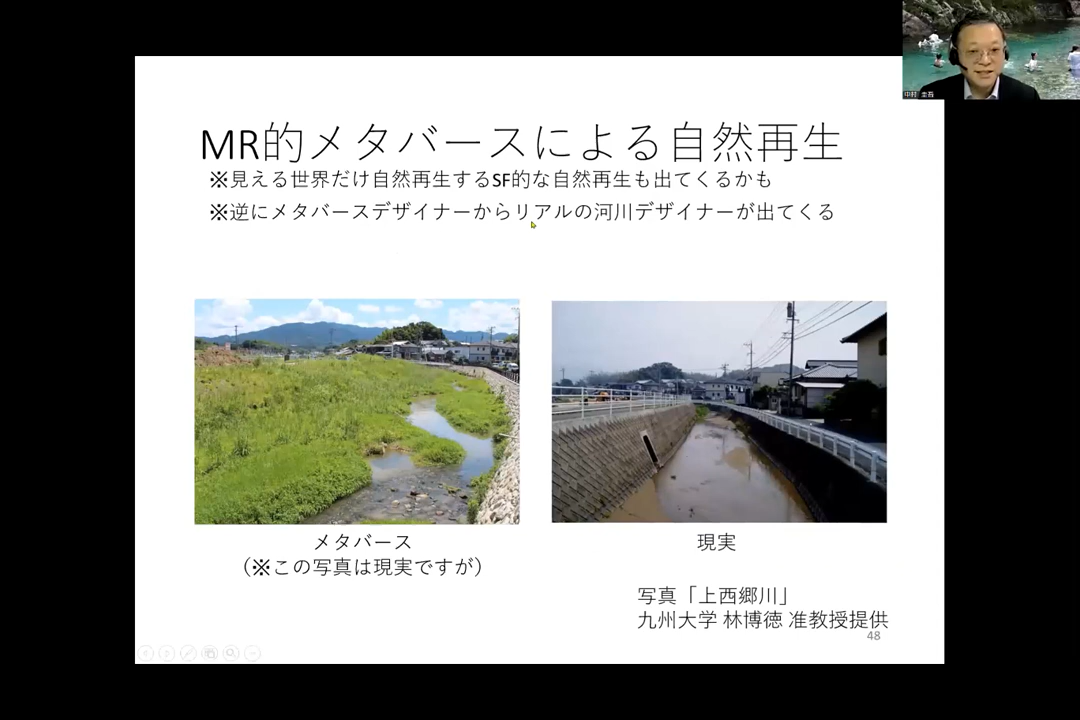 MR的メタバースによる自然再生
※見える世界だけ自然再生するSF的な自然再生も出てくるかも
※逆にメタバースデザイナーからリアルの河川デザイナーが出てくる
メタバース
（※この写真は現実ですが）
現実
写真「上西郷川」
九州大学 林博徳 准教授提供
48
中村 圭吾